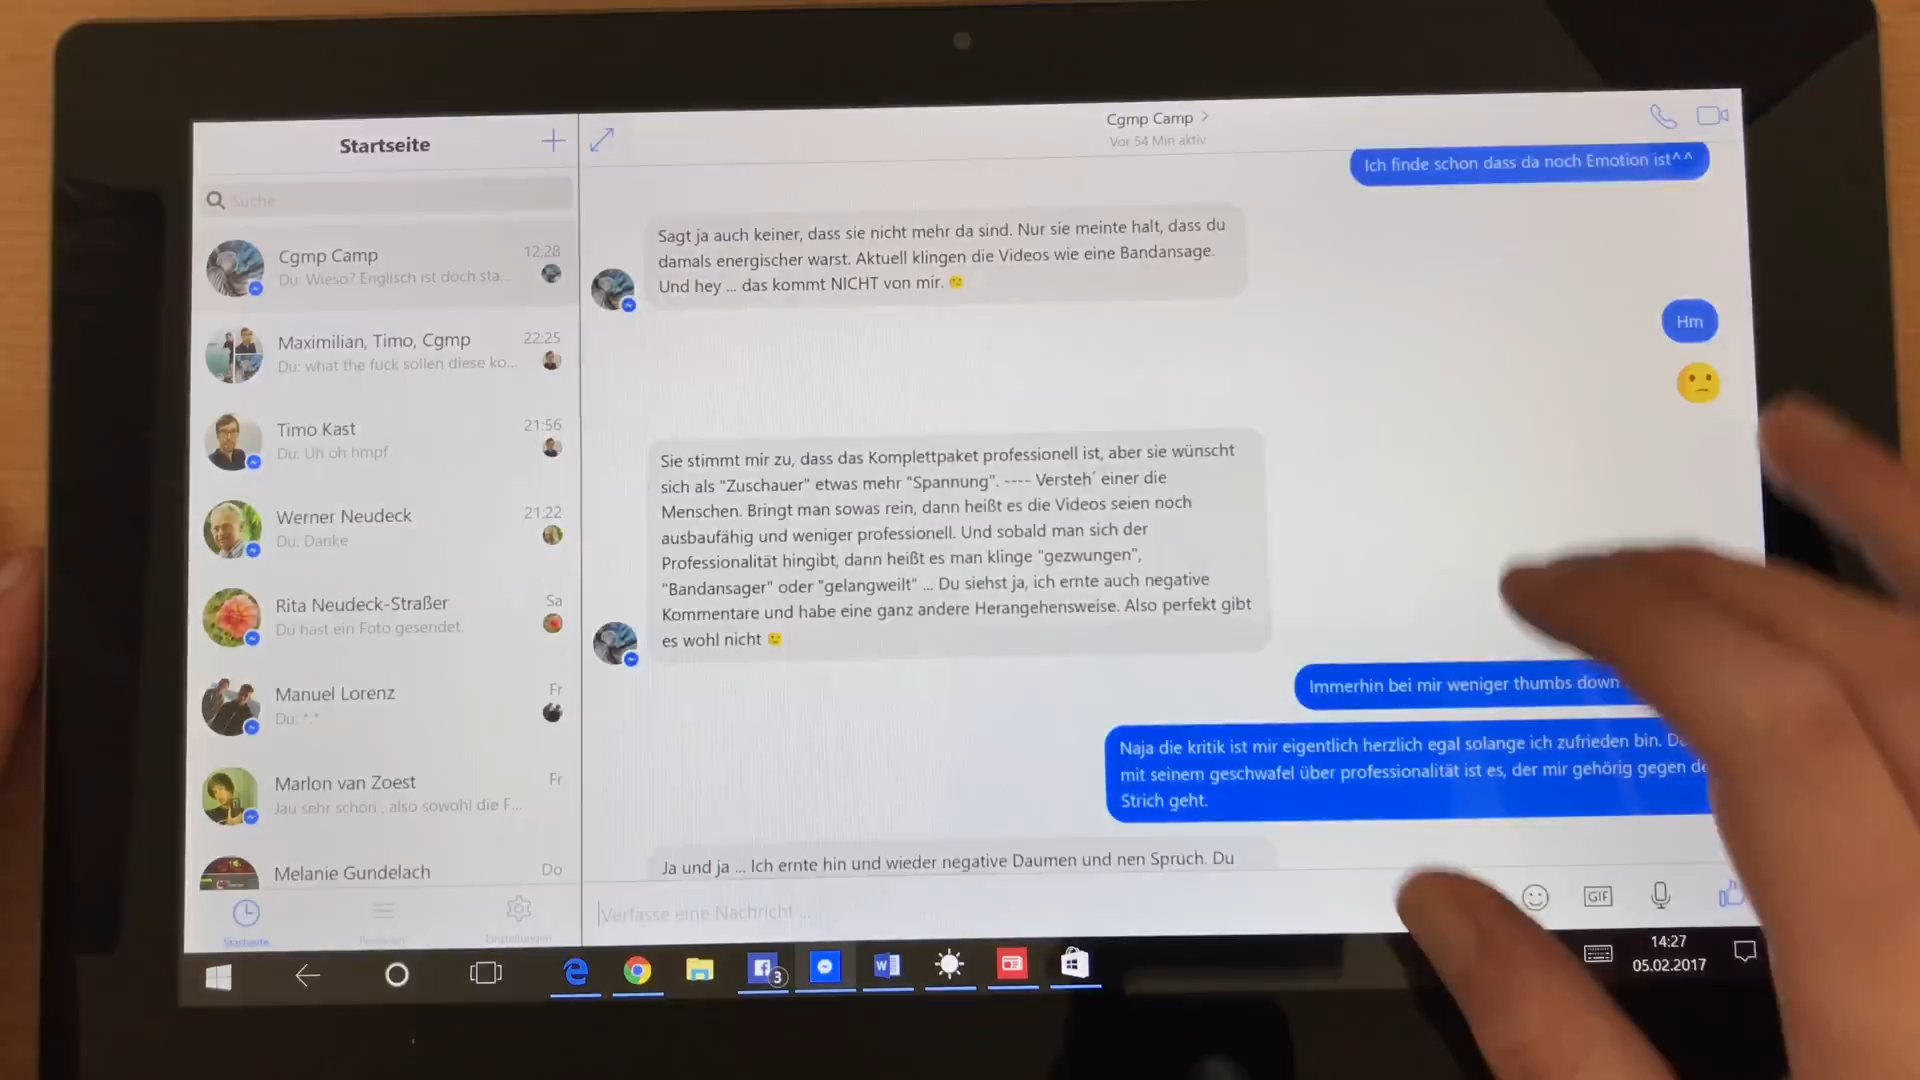 Startseite
Suche
Cgmp Camp
12:28
Du: Wieso? Englisch ist doch sta...
Maximilian, Timo, Cgmp
22:25
Du: what the fuck sollen diese ko...
Timo Kast
21:56
Du: Uh oh hmpf
Werner Neudeck
21:22
Du: Danke
Rita Neudeck-Straßer
Sa
Du hast ein Foto gesendet.
Manuel Lorenz
Fr
Du: *.*
Marlon van Zoest
Fr
Jau sehr schön , also sowohl die F...
Melanie Gundelach
Do
Startseite
Personen
Einstellungen
Cgmp Camp
Vor 54 Min aktiv
Ich finde schon dass da noch Emotion ist^^
Sagt ja auch keiner, dass sie nicht mehr da sind. Nur sie meinte halt, dass du
damals energischer warst. Aktuell klingen die Videos wie eine Bandansage.
Und hey ... das kommt NICHT von mir.
Hm
Sie stimmt mir zu, dass das Komplettpaket professionell ist, aber sie wünscht
sich als "Zuschauer" etwas mehr "Spannung". ---- Versteh´ einer die
Menschen. Bringt man sowas rein, dann heißt es die Videos seien noch
ausbaufähig und weniger professionell. Und sobald man sich der
Professionalität hingibt, dann heißt es man klinge "gezwungen",
"Bandansager" oder "gelangweilt" ... Du siehst ja, ich ernte auch negative
Kommentare und habe eine ganz andere Herangehensweise. Also perfekt gibt
es wohl nicht
Immerhin bei mir weniger thumbs down
Naja die kritik ist mir eigentlich herzlich egal solange ich zufrieden bin.
mit seinem geschwafel über professionalität ist es, der mir gehörig gegen
Strich geht.
Ja und ja ... Ich ernte hin und wieder negative Daumen und nen Spruch. Du
Verfasse eine Nachricht ...
GIF
3
14:27
05.02.2017